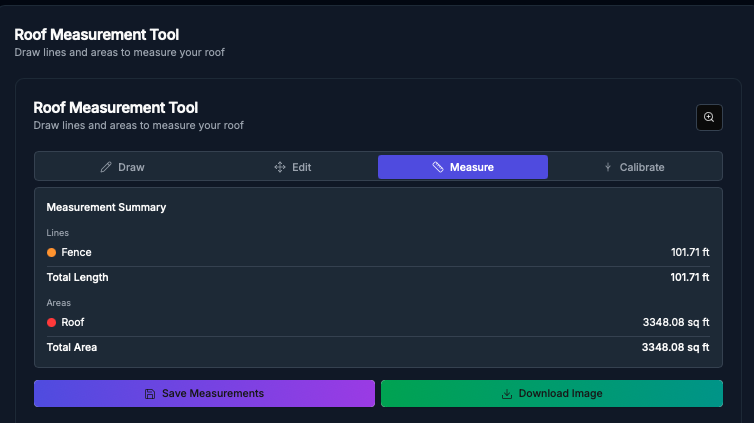 Roof Measurement Tool
Draw lines and areas to measure your roof
Roof Measurement Tool
Draw lines and areas to measure your roof
Draw Edit Measure Calibrate
Measurement Summary
Lines
Fence 101.71 ft
Total Length 101.71 ft
Areas
Roof 3348.08 sq ft
Total Area 3348.08 sq ft
Save Measurements Download Image